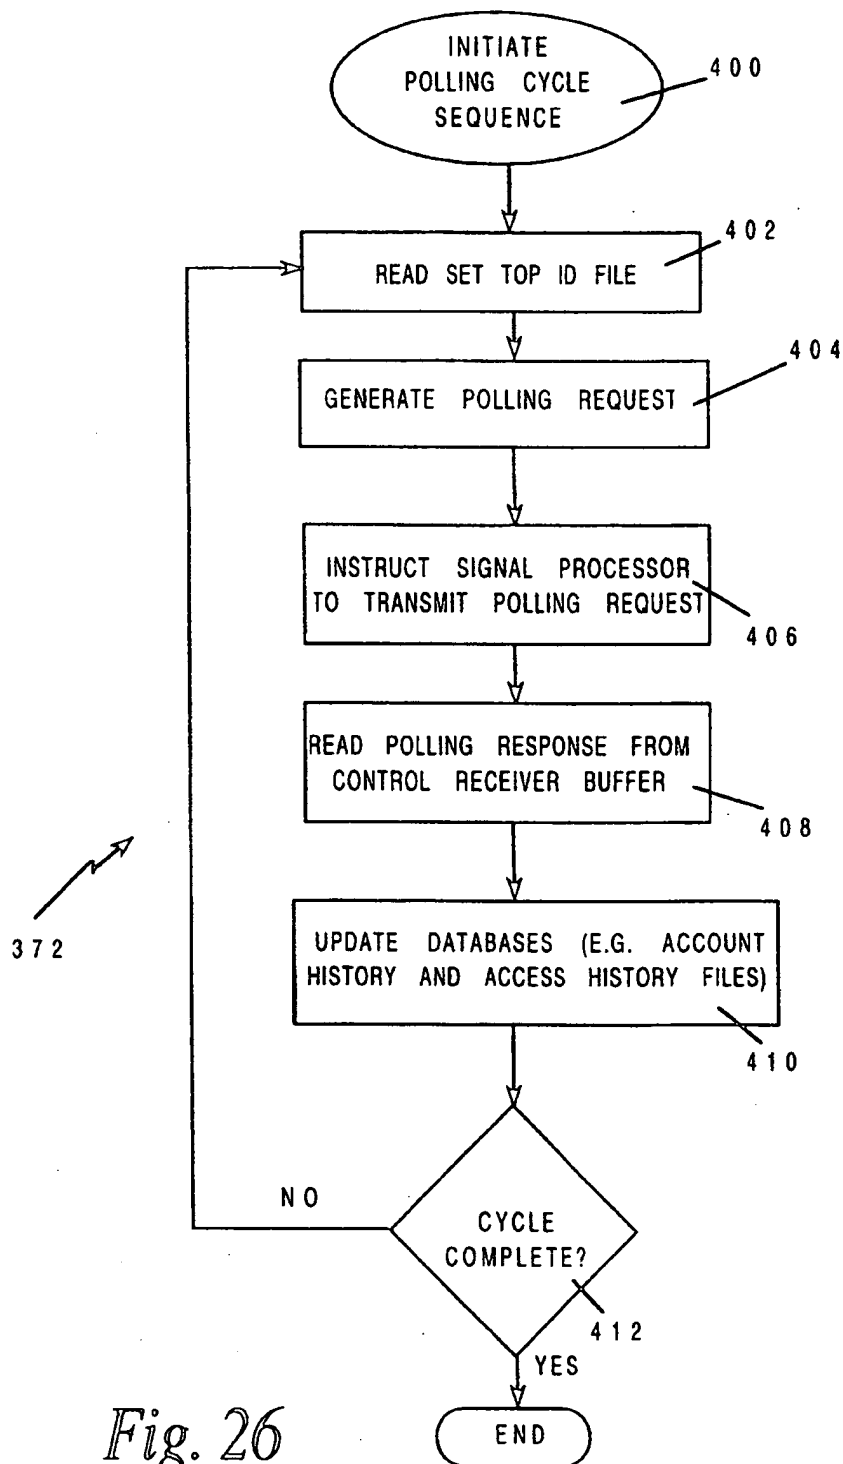 INITIATE
POLLING CYCLE
SEQUENCE
400
402
READ SET TOP ID FILE
404
GENERATE POLLING REQUEST
INSTRUCT SIGNAL PROCESSOR
TO TRANSMIT POLLING REQUEST
406
READ POLLING RESPONSE FROM
CONTROL RECEIVER BUFFER
408
372
UPDATE DATABASES (E.G. ACCOUNT
HISTORY AND ACCESS HISTORY FILES)
410
NO
CYCLE
COMPLETE?
412
YES
END
Fig. 26